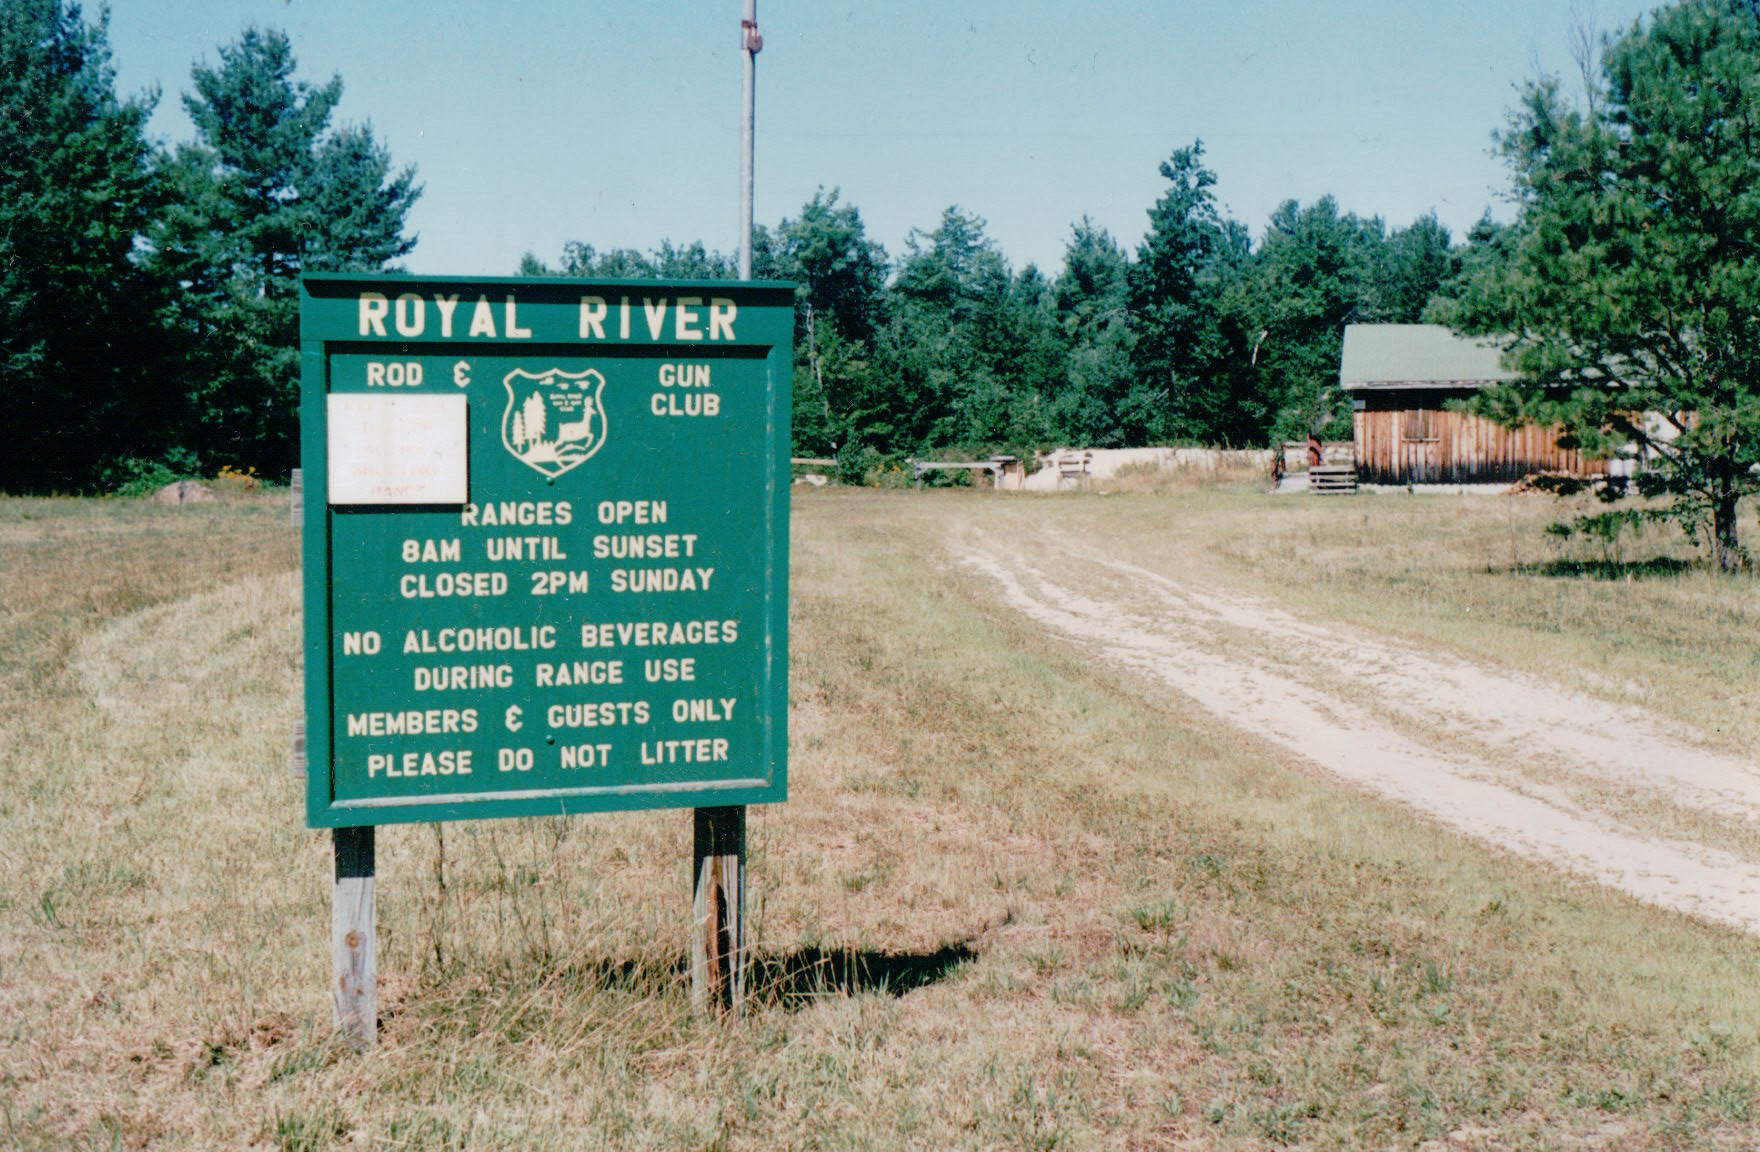 ROYAL RIVER
ROD & GUN
CLUB
RANGES OPEN
8AM UNTIL SUNSET
CLOSED 2PM SUNDAY
NO ALCOHOLIC BEVERAGES
DURING RANGE USE
MEMBERS & GUESTS ONLY
PLEASE DO NOT LITTER